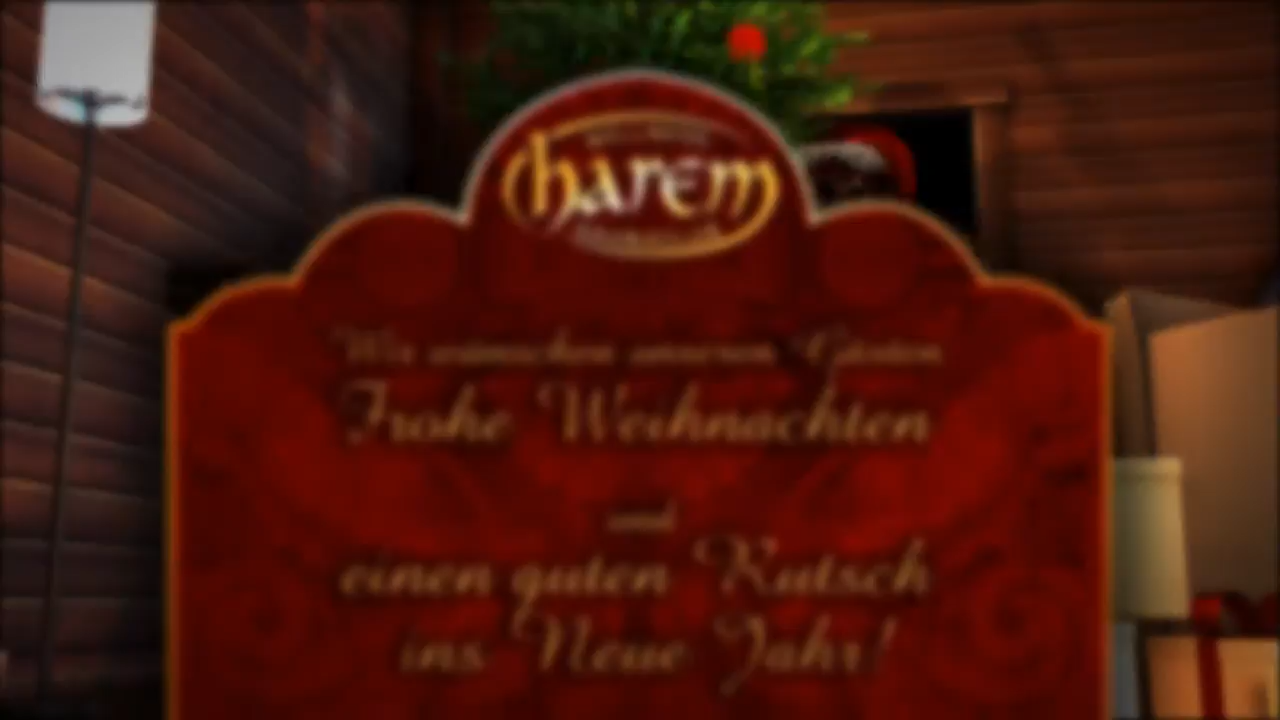 harem
Wir wünschen unseren Gästen
Frohe Weihnachten
und
einen guten Rutsch
ins Neue Jahr!